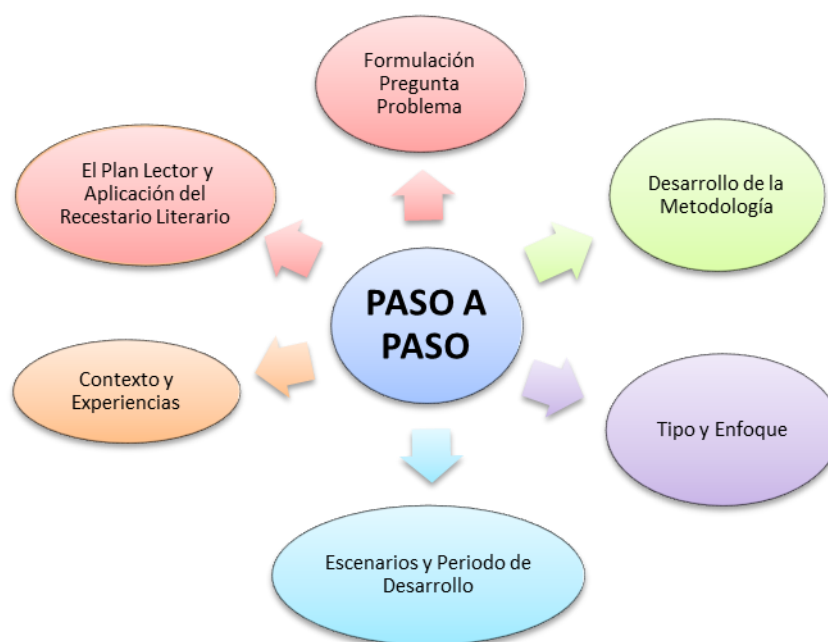 Formulación
Pregunta
Problema
El Plan Lector y
Aplicación del
Recestario Literario
Desarrollo de la
Metodología
PASO A
PASO
Contexto y
Experiencias
Tipo y Enfoque
Escenarios y Periodo de
Desarrollo